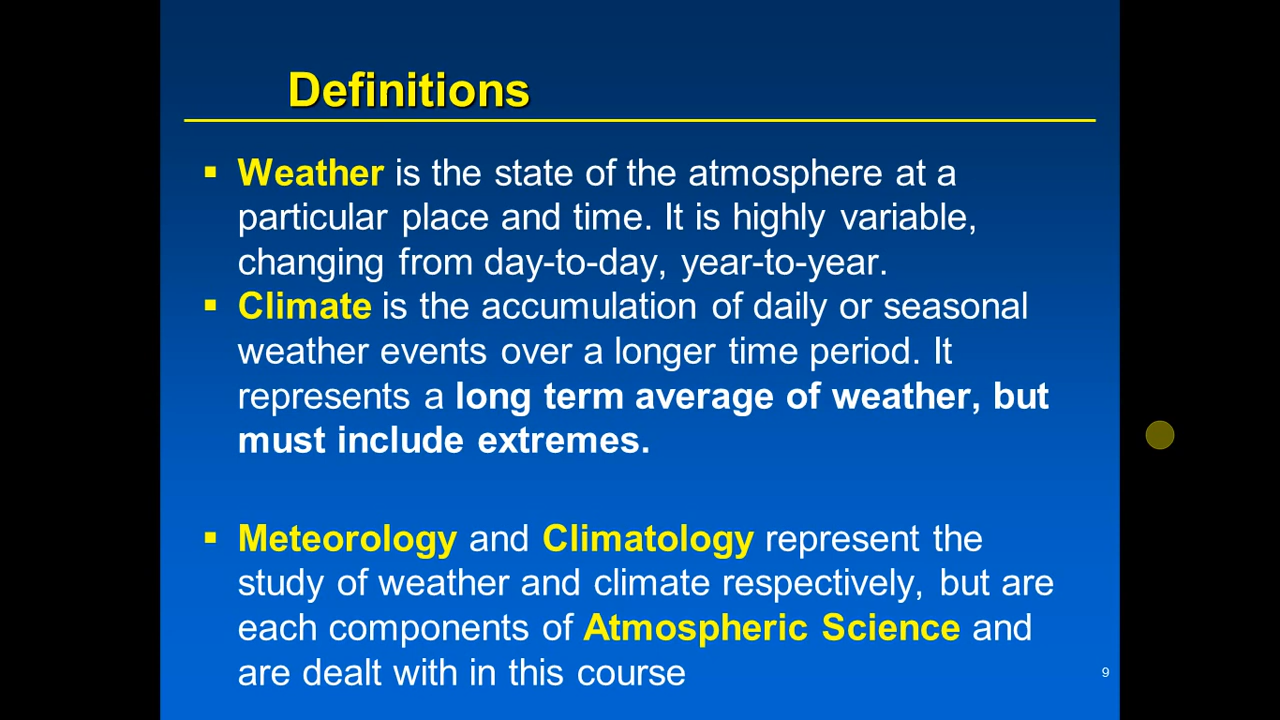 Definitions
▪ Weather is the state of the atmosphere at a
particular place and time. It is highly variable,
changing from day-to-day, year-to-year.
▪ Climate is the accumulation of daily or seasonal
weather events over a longer time period. It
represents a long term average of weather, but
must include extremes.
▪ Meteorology and Climatology represent the
study of weather and climate respectively, but are
each components of Atmospheric Science and
are dealt with in this course
9